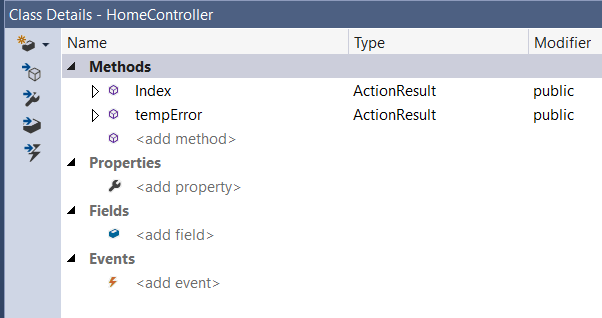 Class Details - HomeController
Name Type Modifier
Methods
Index ActionResult public
tempError ActionResult public
<add method>
Properties
<add property>
Fields
<add field>
Events
<add event>